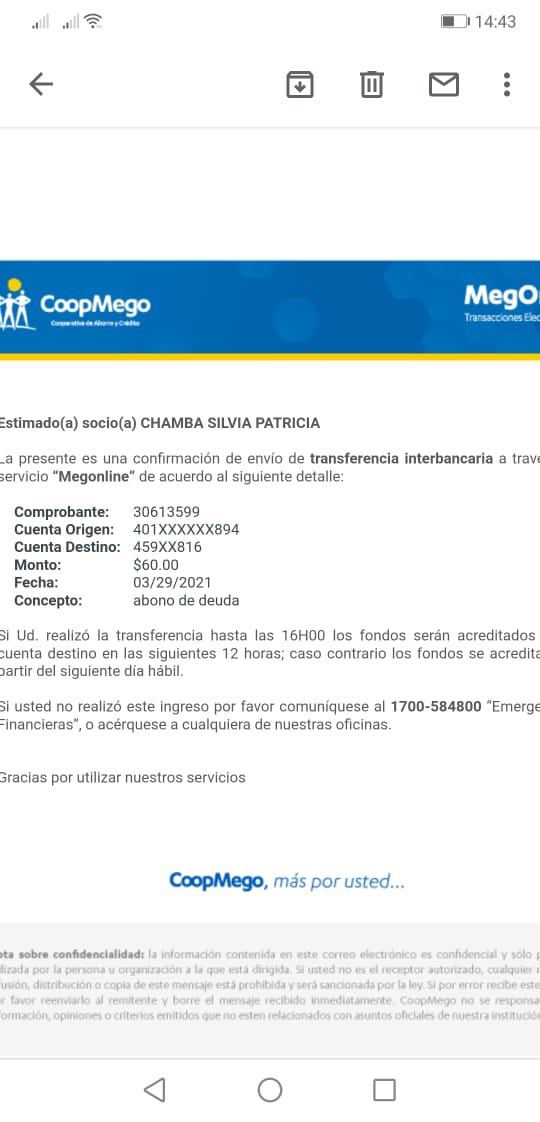 14:43
CoopMego
Cooperativa de Ahorro y Crédito
MegO
Transacciones Elec
Estimado(a) socio(a) CHAMBA SILVIA PATRICIA
La presente es una confirmación de envío de transferencia interbancaria a trav
servicio "Megonline" de acuerdo al siguiente detalle:
Comprobante: 30613599
Cuenta Origen: 401XXXXXX894
Cuenta Destino: 459XX816
Monto: $60.00
Fecha: 03/29/2021
Concepto: abono de deuda
Si Ud. realizó la transferencia hasta las 16H00 los fondos serán acreditados
cuenta destino en las siguientes 12 horas; caso contrario los fondos se acredita
partir del siguiente día hábil.
Si usted no realizó este ingreso por favor comuníquese al 1700-584800 "Emerge
Financieras", o acérquese a cualquiera de nuestras oficinas.
Gracias por utilizar nuestros servicios
CoopMego, más por usted...
ota sobre confidencialidad: la información contenida en este correo electrónico es confidencial y sólo p
ilizada por la persona u organización a la que está dirigida. Si usted no es el receptor autorizado, cualquier r
fusión, distribución o copia de este mensaje está prohibida y será sancionada por la ley. Si por error recibe este
r favor reenviarlo al remitente y borre el mensaje recibido inmediatamente. CoopMego no se responsa
formación, opiniones o criterios emitidos que no esten relacionados con asuntos oficiales de nuestra institución